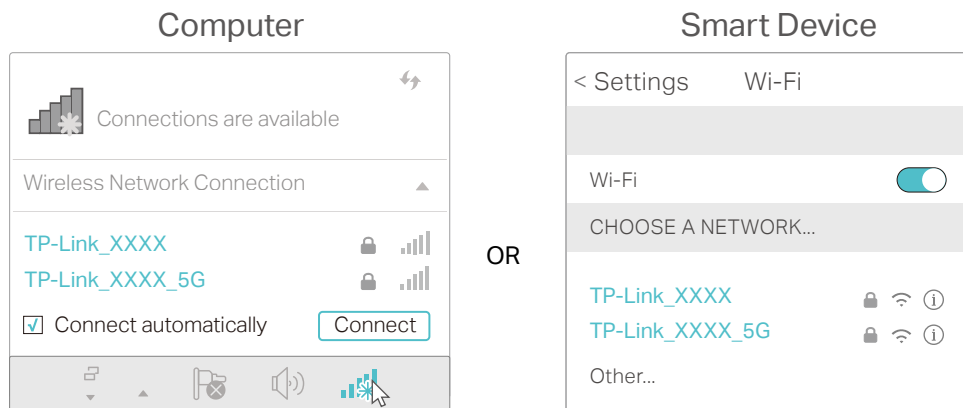 Computer
Connections are available
Wireless Network Connection
TP-Link_XXXX
TP-Link_XXXX_5G
Connect automatically
Connect
OR
Smart Device
< Settings Wi-Fi
Wi-Fi
CHOOSE A NETWORK...
TP-Link_XXXX
TP-Link_XXXX_5G
Other...